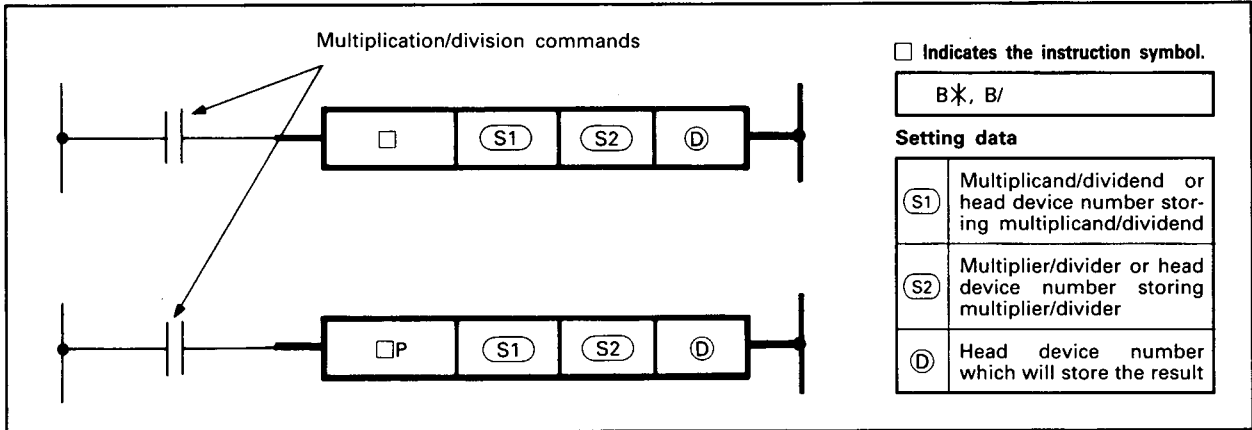 Multiplication/division commands
□ S1 S2 D
□P S1 S2 D
□ Indicates the instruction symbol.
B*, B/
Setting data
S1 Multiplicand/dividend or
head device number stor-
ing multiplicand/dividend
S2 Multiplier/divider or head
device number storing
multiplier/divider
D Head device number
which will store the result